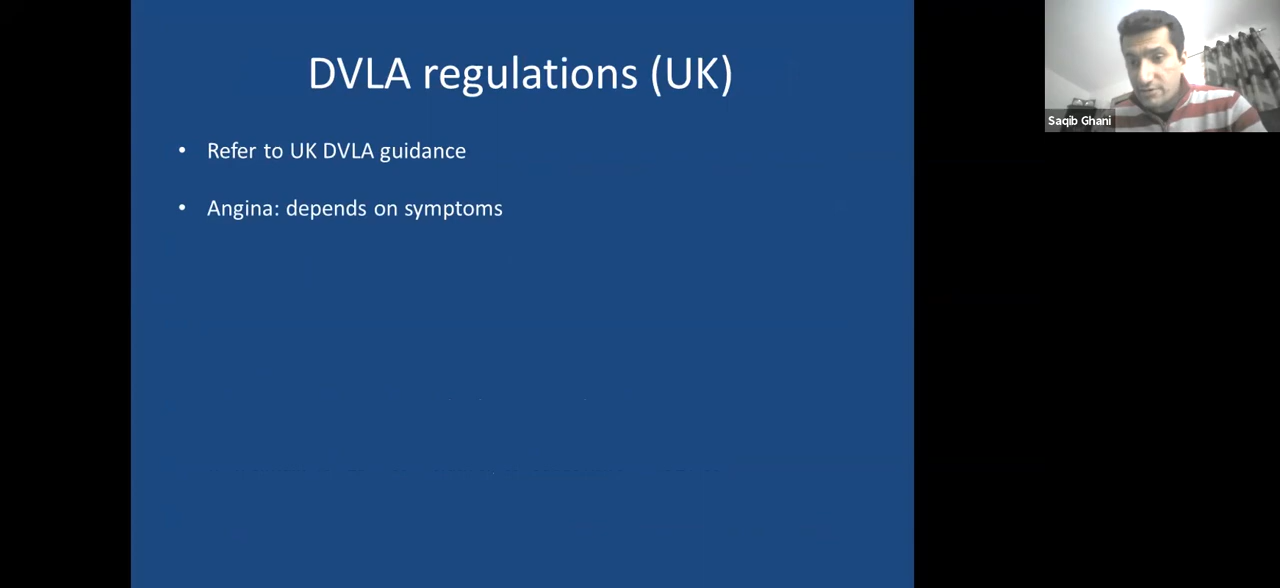 DVLA regulations (UK)
• Refer to UK DVLA guidance
• Angina: depends on symptoms
Saqib Ghani